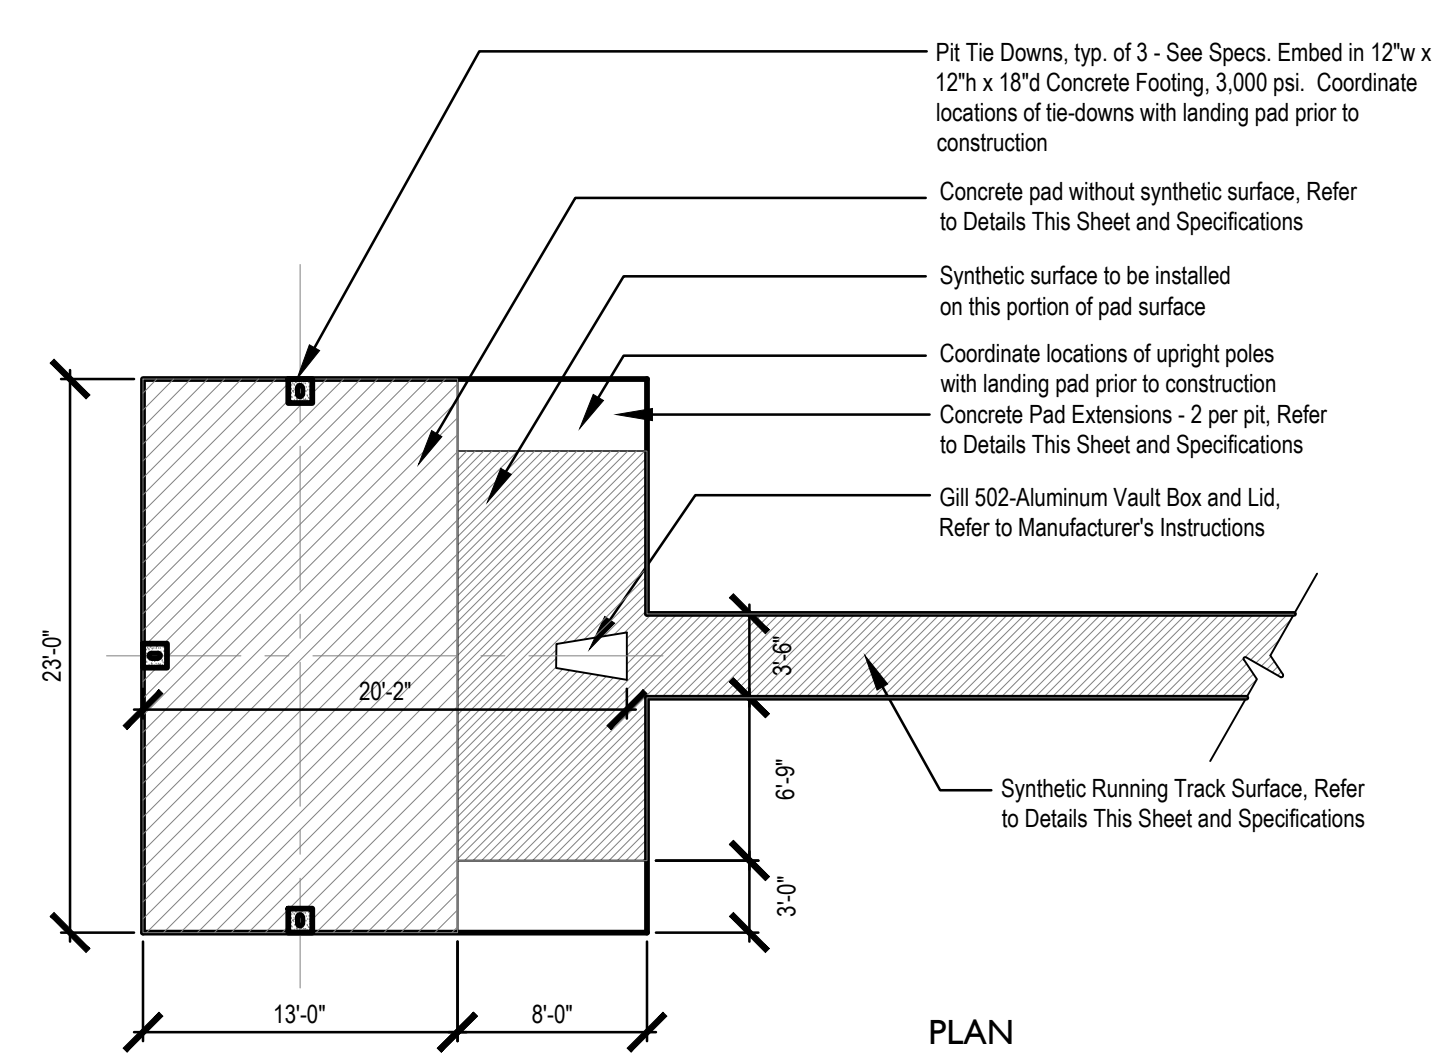 Pit Tie Downs, typ. of 3 - See Specs. Embed in 12"w x
12"h x 18"d Concrete Footing, 3,000 psi.  Coordinate
locations of tie-downs with landing pad prior to
construction
Concrete pad without synthetic surface, Refer
to Details This Sheet and Specifications
Synthetic surface to be installed
on this portion of pad surface
Coordinate locations of upright poles
with landing pad prior to construction
Concrete Pad Extensions - 2 per pit, Refer
to Details This Sheet and Specifications
Gill 502-Aluminum Vault Box and Lid,
Refer to Manufacturer's Instructions
23'-0"
20'-2"
3'-6"
6'-9"
3'-0"
Synthetic Running Track Surface, Refer
to Details This Sheet and Specifications
13'-0"
8'-0"
PLAN